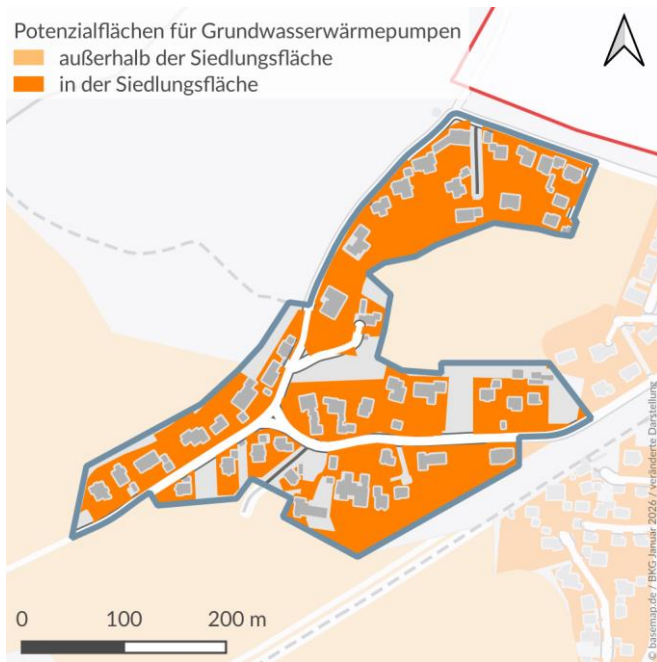 Potenzialflächen für Grundwasserwärmepumpen
außerhalb der Siedlungsfläche
in der Siedlungsfläche
0 100 200 m
© basemap.de / BKG Januar 2026 / veränderte Darstellung